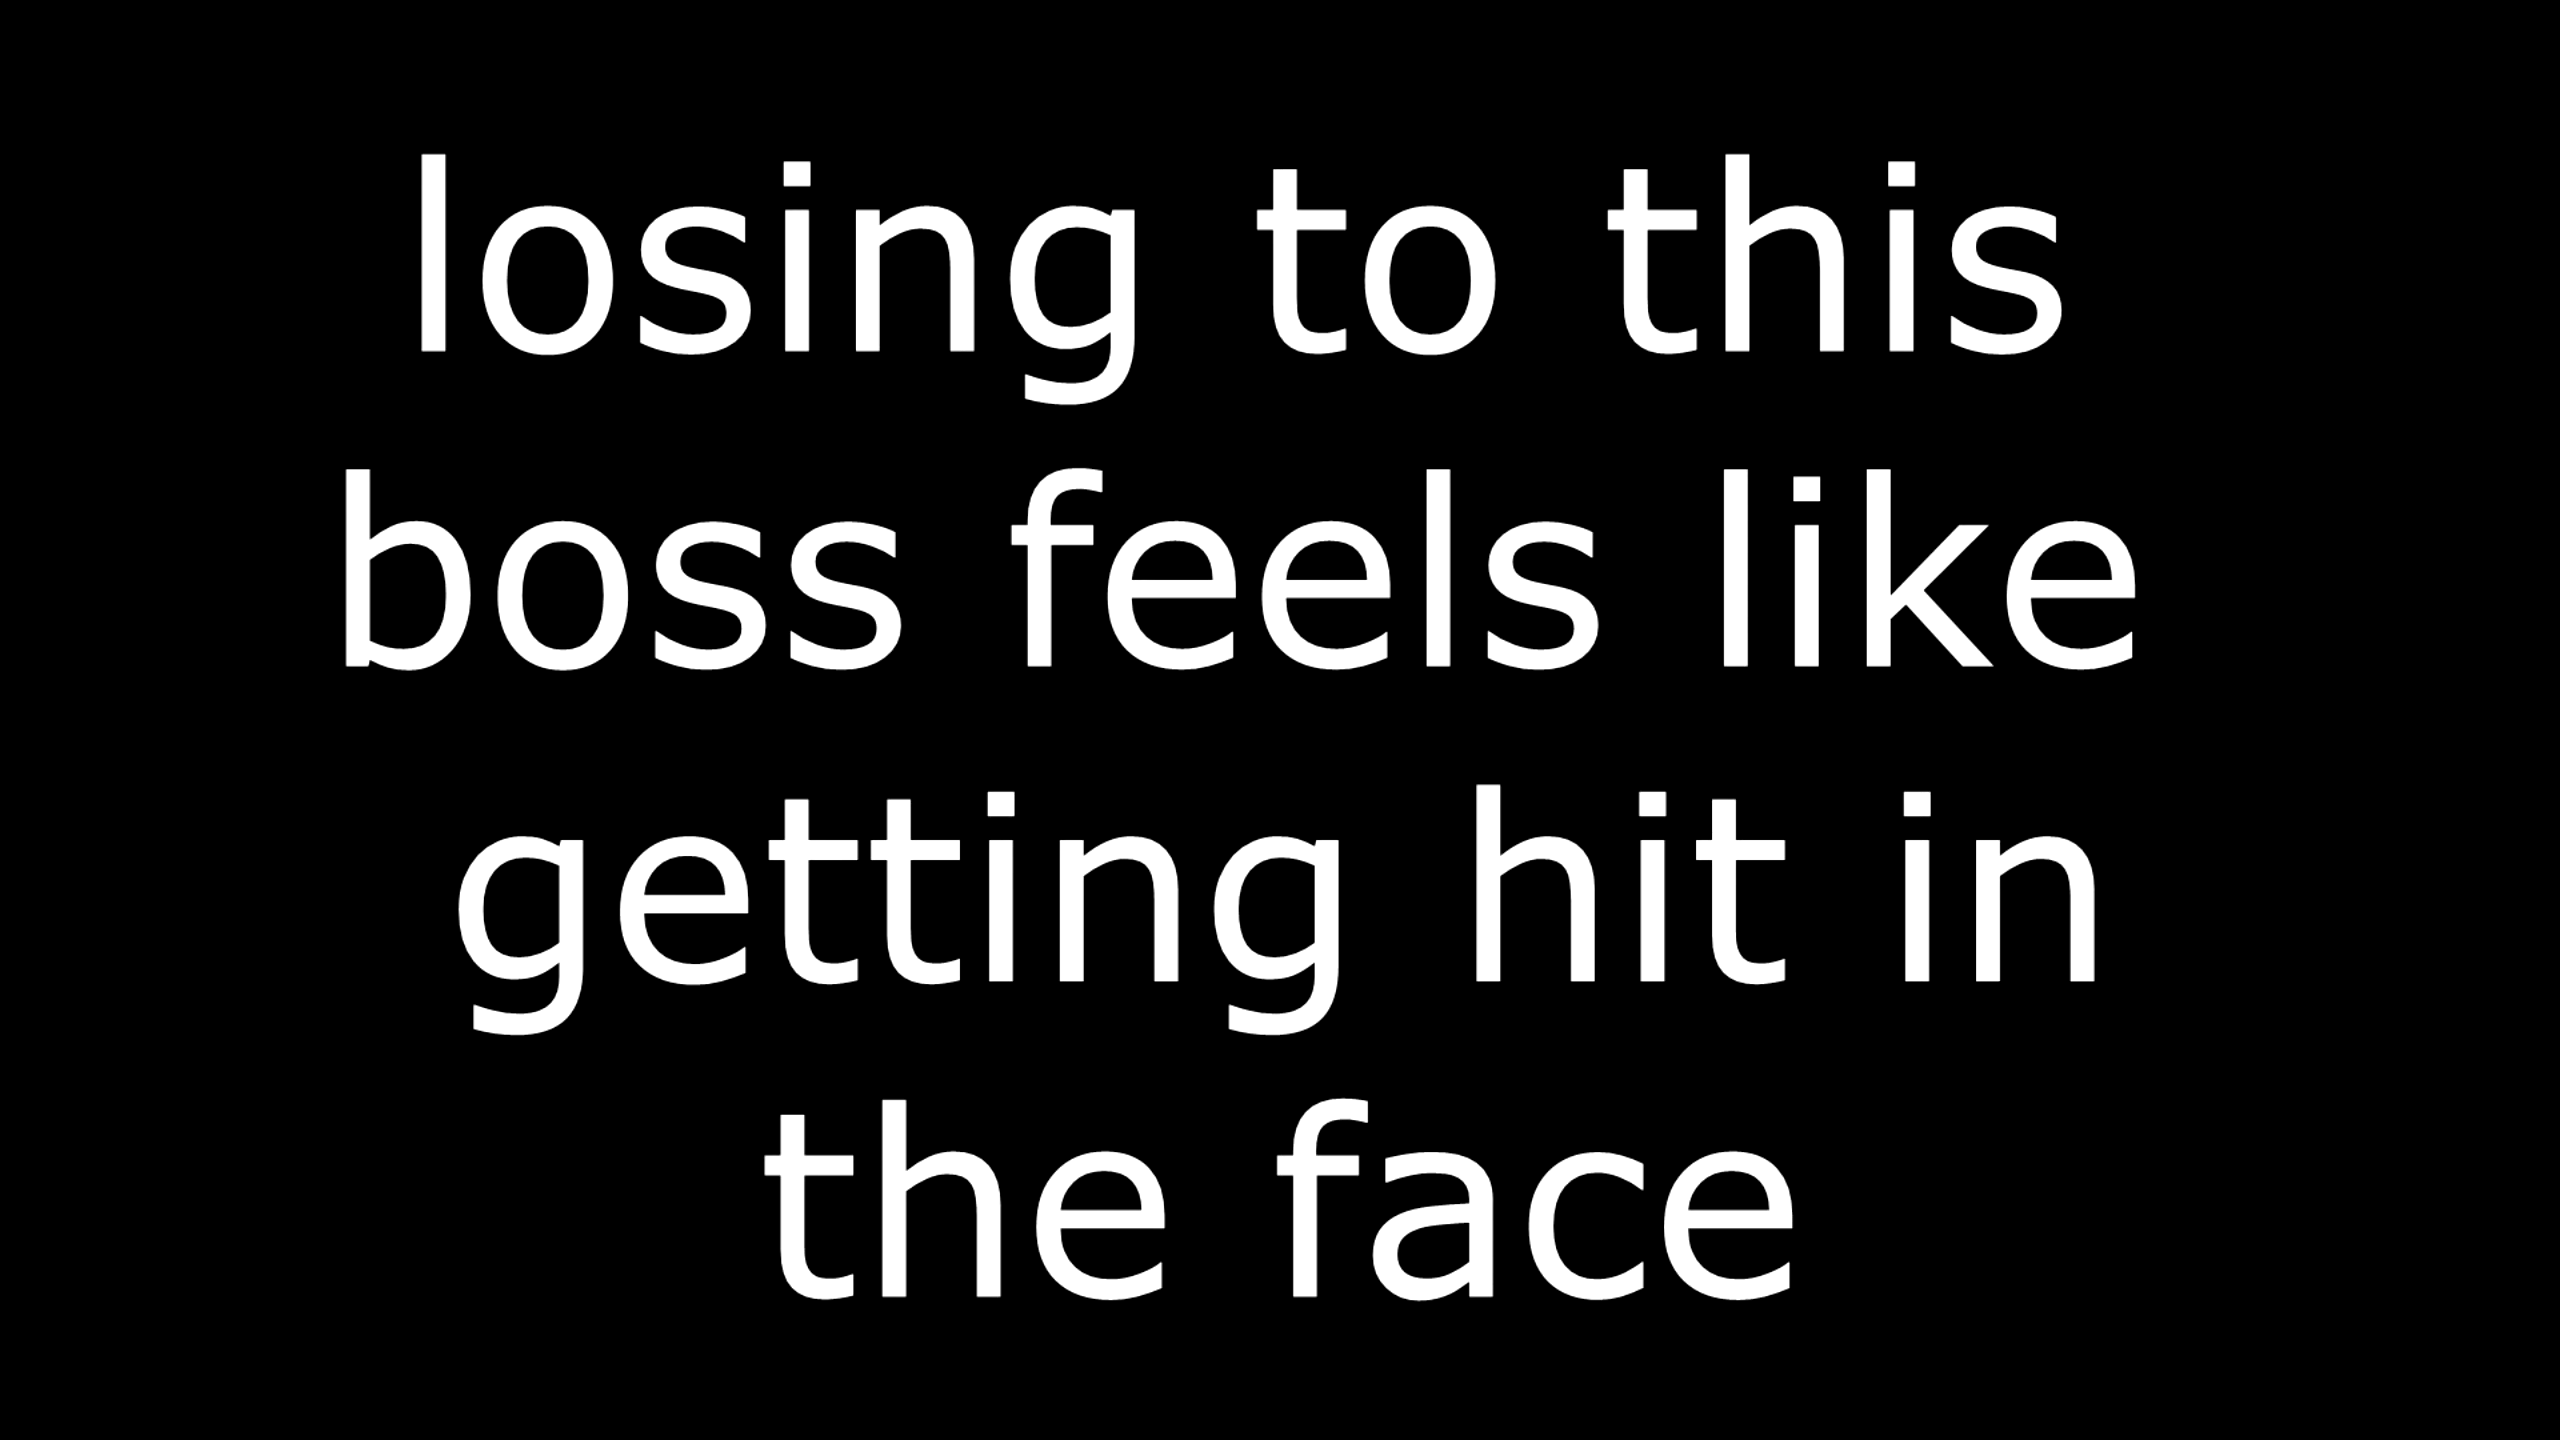 losing to this
boss feels like
getting hit in
the face